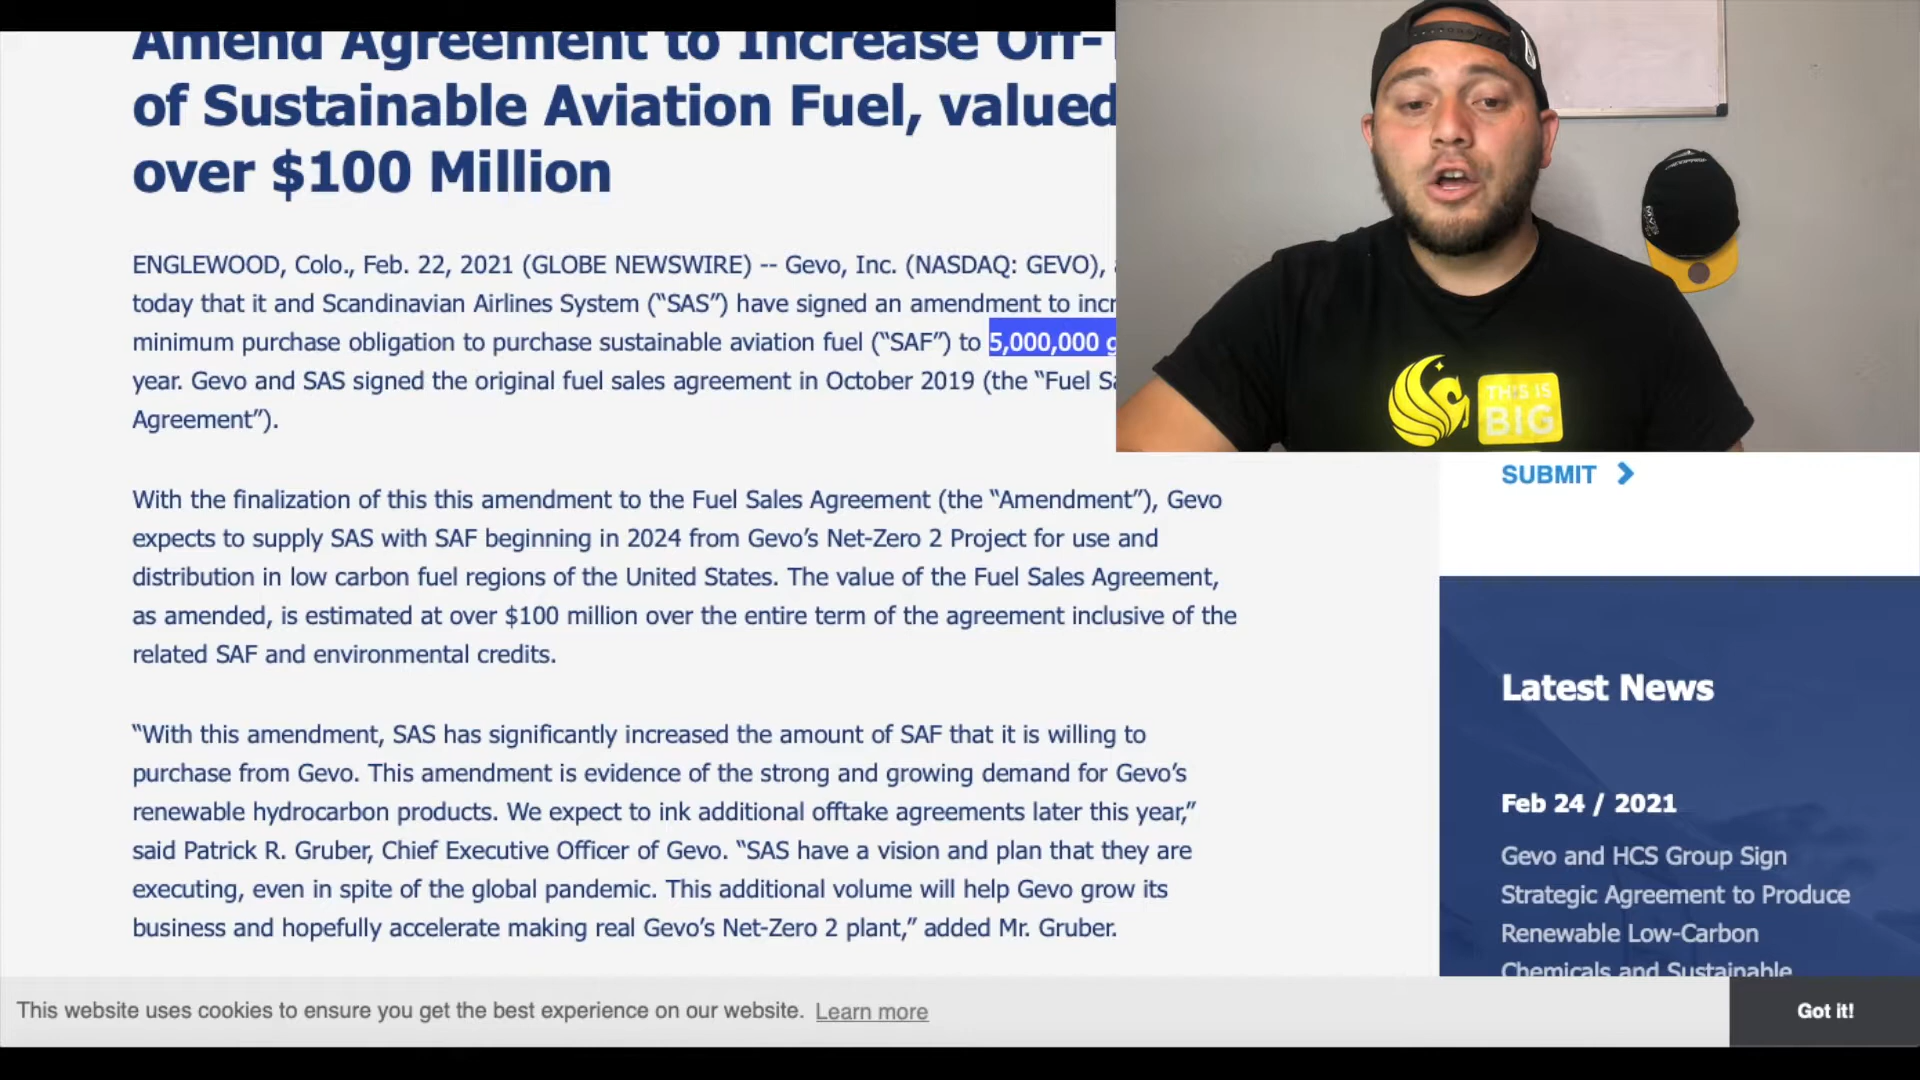 Amend Agreement to Increase Off-
of Sustainable Aviation Fuel, valued
over $100 Million
ENGLEWOOD, Colo., Feb. 22, 2021 (GLOBE NEWSWIRE) -- Gevo, Inc. (NASDAQ: GEVO),
today that it and Scandinavian Airlines System (“SAS”) have signed an amendment to incr
minimum purchase obligation to purchase sustainable aviation fuel (“SAF”) to 5,000,000 g
year. Gevo and SAS signed the original fuel sales agreement in October 2019 (the “Fuel Sa
Agreement”).
With the finalization of this this amendment to the Fuel Sales Agreement (the “Amendment”), Gevo
expects to supply SAS with SAF beginning in 2024 from Gevo’s Net-Zero 2 Project for use and
distribution in low carbon fuel regions of the United States. The value of the Fuel Sales Agreement,
as amended, is estimated at over $100 million over the entire term of the agreement inclusive of the
related SAF and environmental credits.
“With this amendment, SAS has significantly increased the amount of SAF that it is willing to
purchase from Gevo. This amendment is evidence of the strong and growing demand for Gevo’s
renewable hydrocarbon products. We expect to ink additional offtake agreements later this year,”
said Patrick R. Gruber, Chief Executive Officer of Gevo. “SAS have a vision and plan that they are
executing, even in spite of the global pandemic. This additional volume will help Gevo grow its
business and hopefully accelerate making real Gevo’s Net-Zero 2 plant,” added Mr. Gruber.
THIS IS
BIG
SUBMIT
Latest News
Feb 24 / 2021
Gevo and HCS Group Sign
Strategic Agreement to Produce
Renewable Low-Carbon
Chemicals and Sustainable
This website uses cookies to ensure you get the best experience on our website. Learn more
Got it!